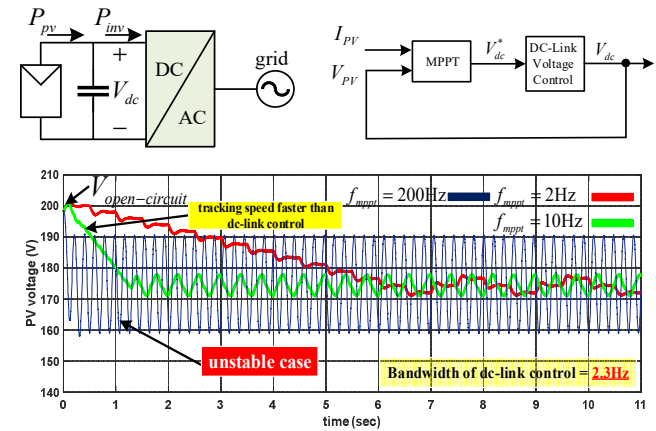 P_pv P_inv
+
DC
V_dc
AC
−
grid
I_PV
V_PV
MPPT
V*_dc
DC-Link
Voltage
Control
V_dc
210
200
190
180
170
160
150
140
PV voltage (V)
V_open−circuit
tracking speed faster than
dc-link control
f_mppt = 200Hz f_mppt = 2Hz
f_mppt = 10Hz
unstable case
Bandwidth of dc-link control = 2.3Hz
0 1 2 3 4 5 6 7 8 9 10 11
time (sec)